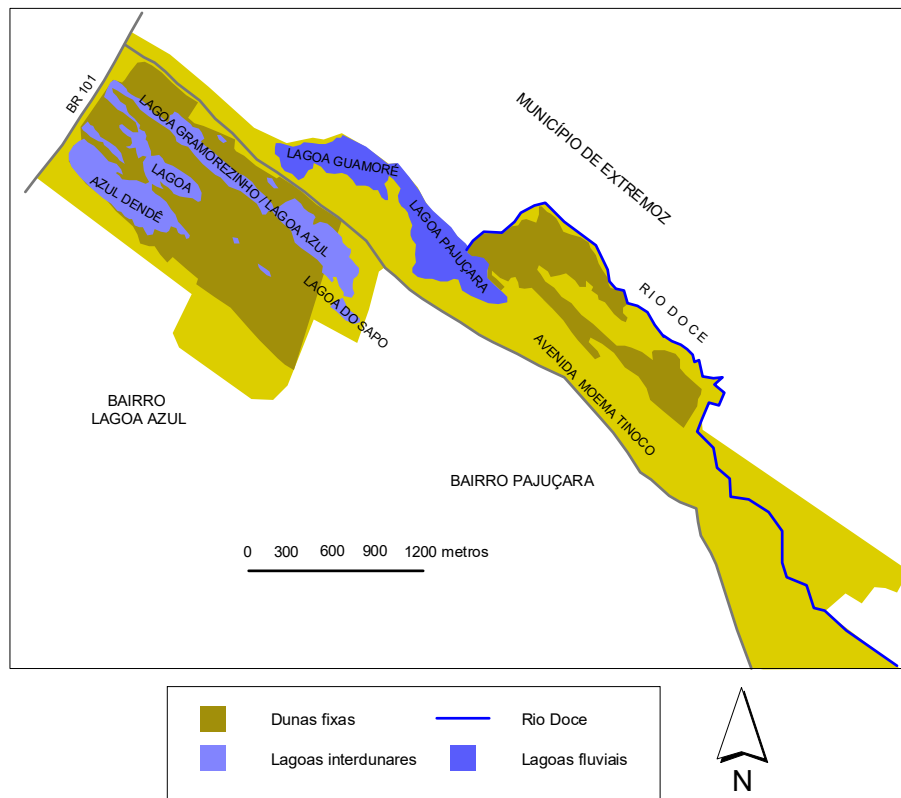 BR 101
MUNICÍPIO DE EXTREMOZ
LAGOA GRAMOREZINHO / LAGOA AZUL
LAGOA GUAMORÉ
LAGOA
AZUL DENDÊ
LAGOA PAJUÇARA
LAGOA DO SAPO
RIO DOCE
AVENIDA MOEMA TINOCO
BAIRRO
LAGOA AZUL
BAIRRO PAJUÇARA
0 300 600 900 1200 metros
Dunas fixas
Rio Doce
Lagoas interdunares
Lagoas fluviais
N